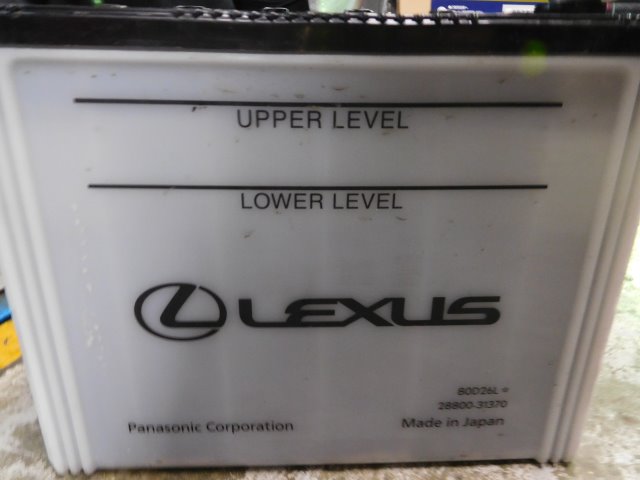 UPPER LEVEL
LOWER LEVEL
LEXUS
80D26L
28800-31370
Panasonic Corporation Made in Japan